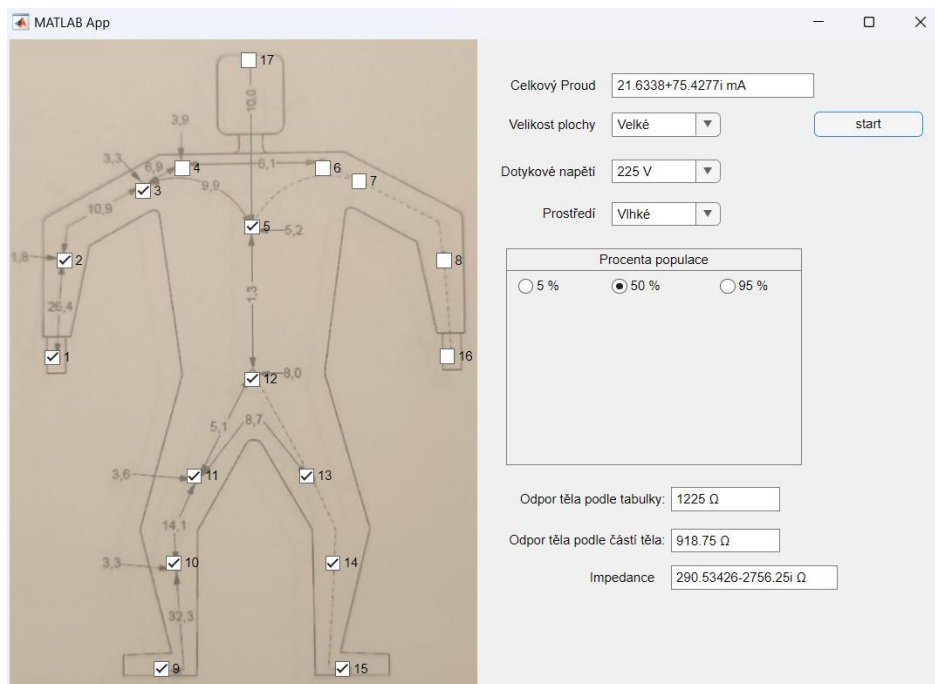 MATLAB App
17
10,0
3,9
3,3
6,9
4
6,1
6
7
3
9,9
10,9
5
5,2
1,8
2
8
1,3
26,4
1
16
12
8,0
5,1
8,7
3,6
11
13
14,1
3,3
10
14
32,3
9
15
Celkový Proud
21.6338+75.4277i mA
Velikost plochy
Velké
start
Dotykové napětí
225 V
Prostředí
Vlhké
Procenta populace
5 %
50 %
95 %
Odpor těla podle tabulky:
1225 Ω
Odpor těla podle částí těla:
918.75 Ω
Impedance
290.53426-2756.25i Ω